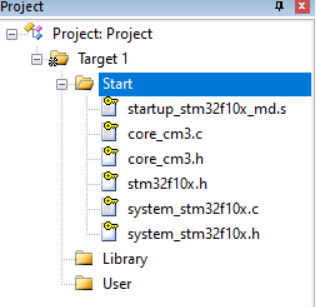 Project
Project: Project
Target 1
Start
startup_stm32f10x_md.s
core_cm3.c
core_cm3.h
stm32f10x.h
system_stm32f10x.c
system_stm32f10x.h
Library
User